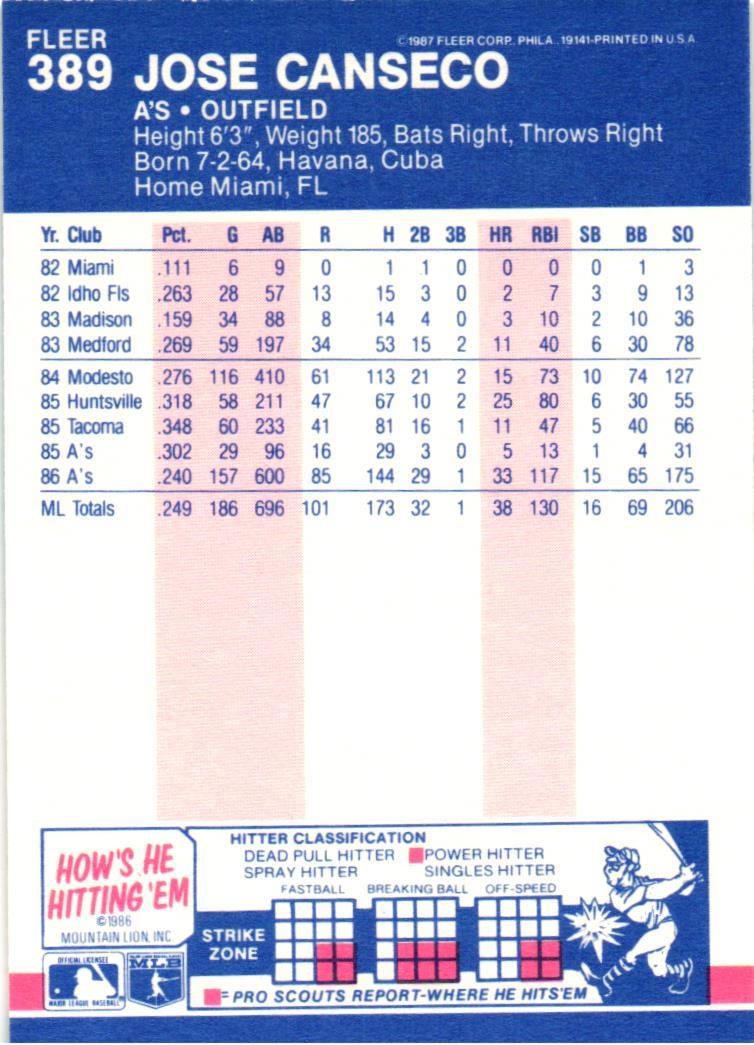 FLEER
©1987 FLEER CORP. PHILA. 19141-PRINTED IN U.S.A.
389 JOSE CANSECO
A'S • OUTFIELD
Height 6'3", Weight 185, Bats Right, Throws Right
Born 7-2-64, Havana, Cuba
Home Miami, FL
Yr. Club Pct. G AB R H 2B 3B HR RBI SB BB SO
82 Miami .111 6 9 0 1 1 0 0 0 0 1 3
82 Idho Fls .263 28 57 13 15 3 0 2 7 3 9 13
83 Madison .159 34 88 8 14 4 0 3 10 2 10 36
83 Medford .269 59 197 34 53 15 2 11 40 6 30 78
84 Modesto .276 116 410 61 113 21 2 15 73 10 74 127
85 Huntsville .318 58 211 47 67 10 2 25 80 6 30 55
85 Tacoma .348 60 233 41 81 16 1 11 47 5 40 66
85 A's .302 29 96 16 29 3 0 5 13 1 4 31
86 A's .240 157 600 85 144 29 1 33 117 15 65 175
ML Totals .249 186 696 101 173 32 1 38 130 16 69 206
HOW'S HE
HITTING 'EM
©1986
MOUNTAIN LION, INC
HITTER CLASSIFICATION
DEAD PULL HITTER POWER HITTER
SPRAY HITTER SINGLES HITTER
FASTBALL BREAKING BALL OFF-SPEED
STRIKE
ZONE
= PRO SCOUTS REPORT-WHERE HE HITS 'EM
OFFICIAL LICENSEE
MAJOR LEAGUE BASEBALL
MLB